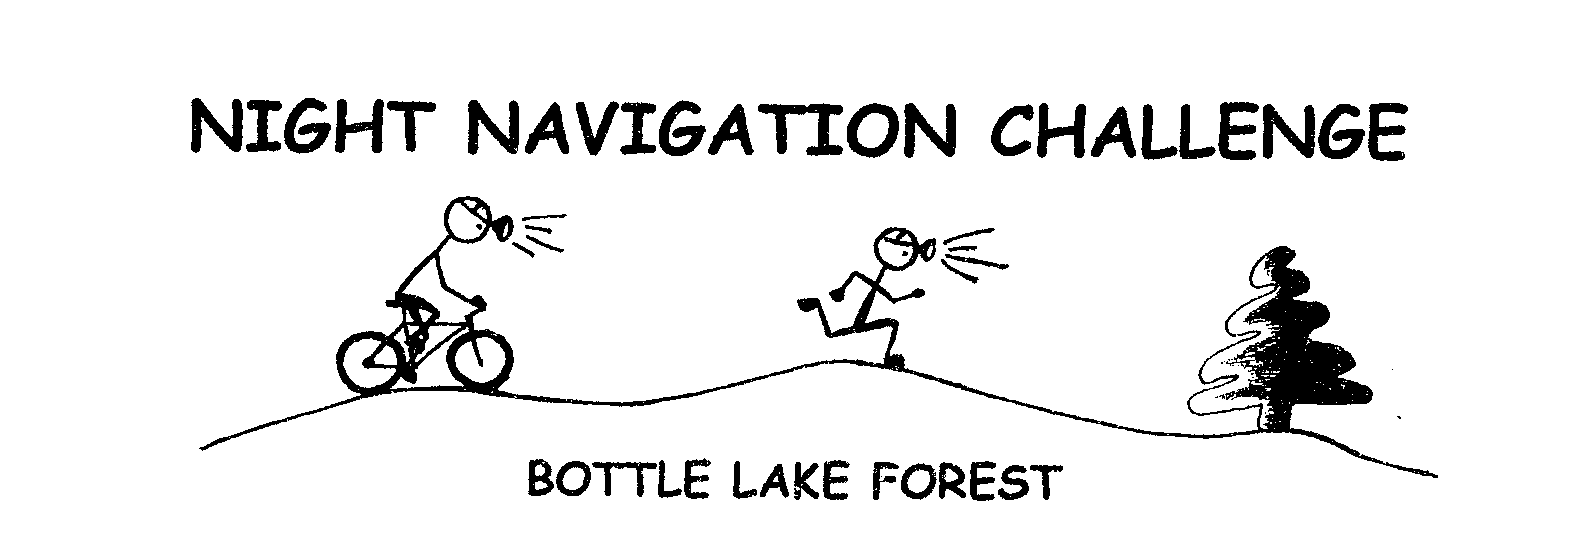 NIGHT NAVIGATION CHALLENGE
BOTTLE LAKE FOREST